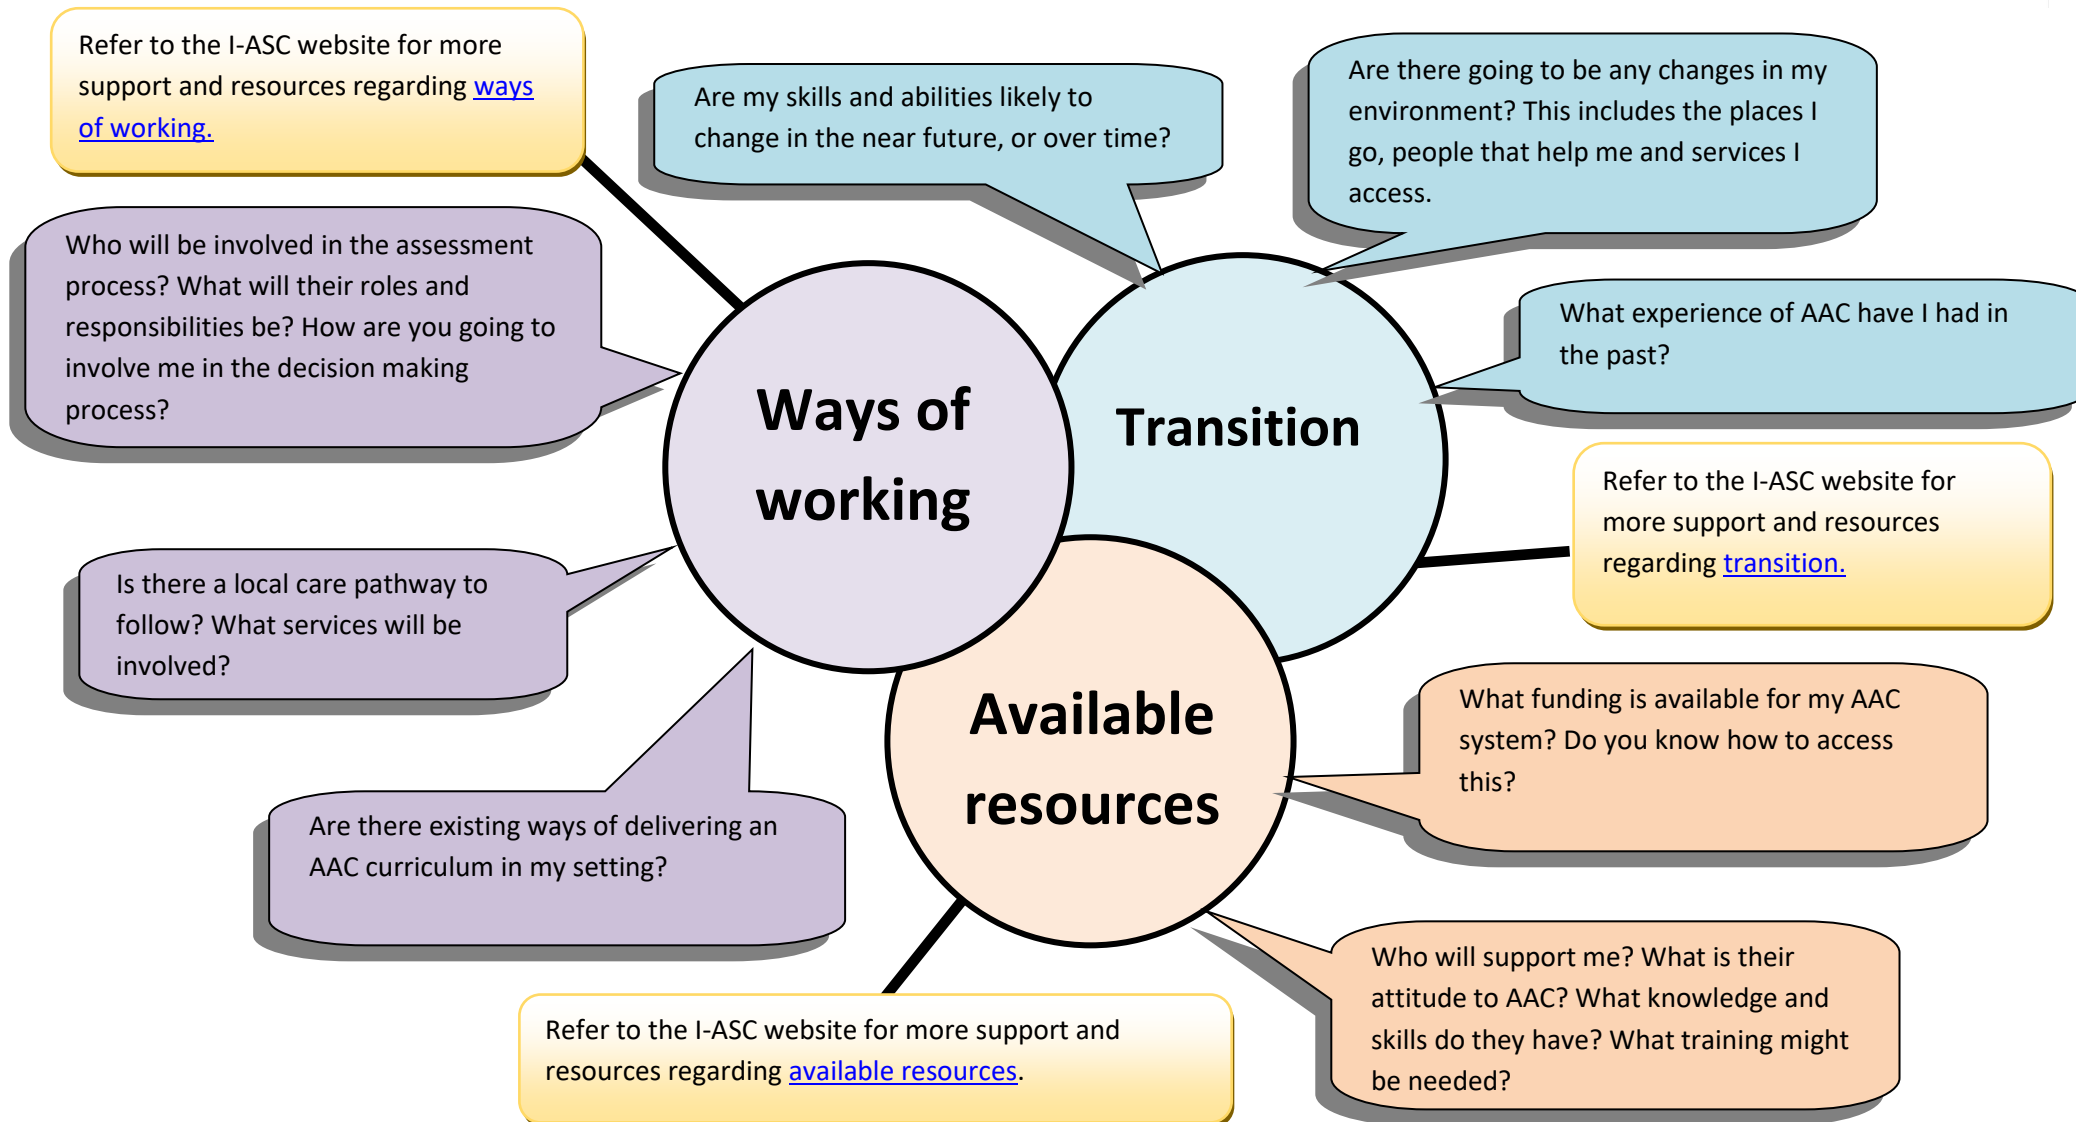 Refer to the I-ASC website for more
support and resources regarding ways
of working.
Are my skills and abilities likely to
change in the near future, or over time?
Are there going to be any changes in my
environment? This includes the places I
go, people that help me and services I
access.
Who will be involved in the assessment
process? What will their roles and
responsibilities be? How are you going to
involve me in the decision making
process?
What experience of AAC have I had in
the past?
Ways of
working
Transition
Refer to the I-ASC website for
more support and resources
regarding transition.
Is there a local care pathway to
follow? What services will be
involved?
Available
resources
What funding is available for my AAC
system? Do you know how to access
this?
Are there existing ways of delivering an
AAC curriculum in my setting?
Who will support me? What is their
attitude to AAC? What knowledge and
skills do they have? What training might
be needed?
Refer to the I-ASC website for more support and
resources regarding available resources.